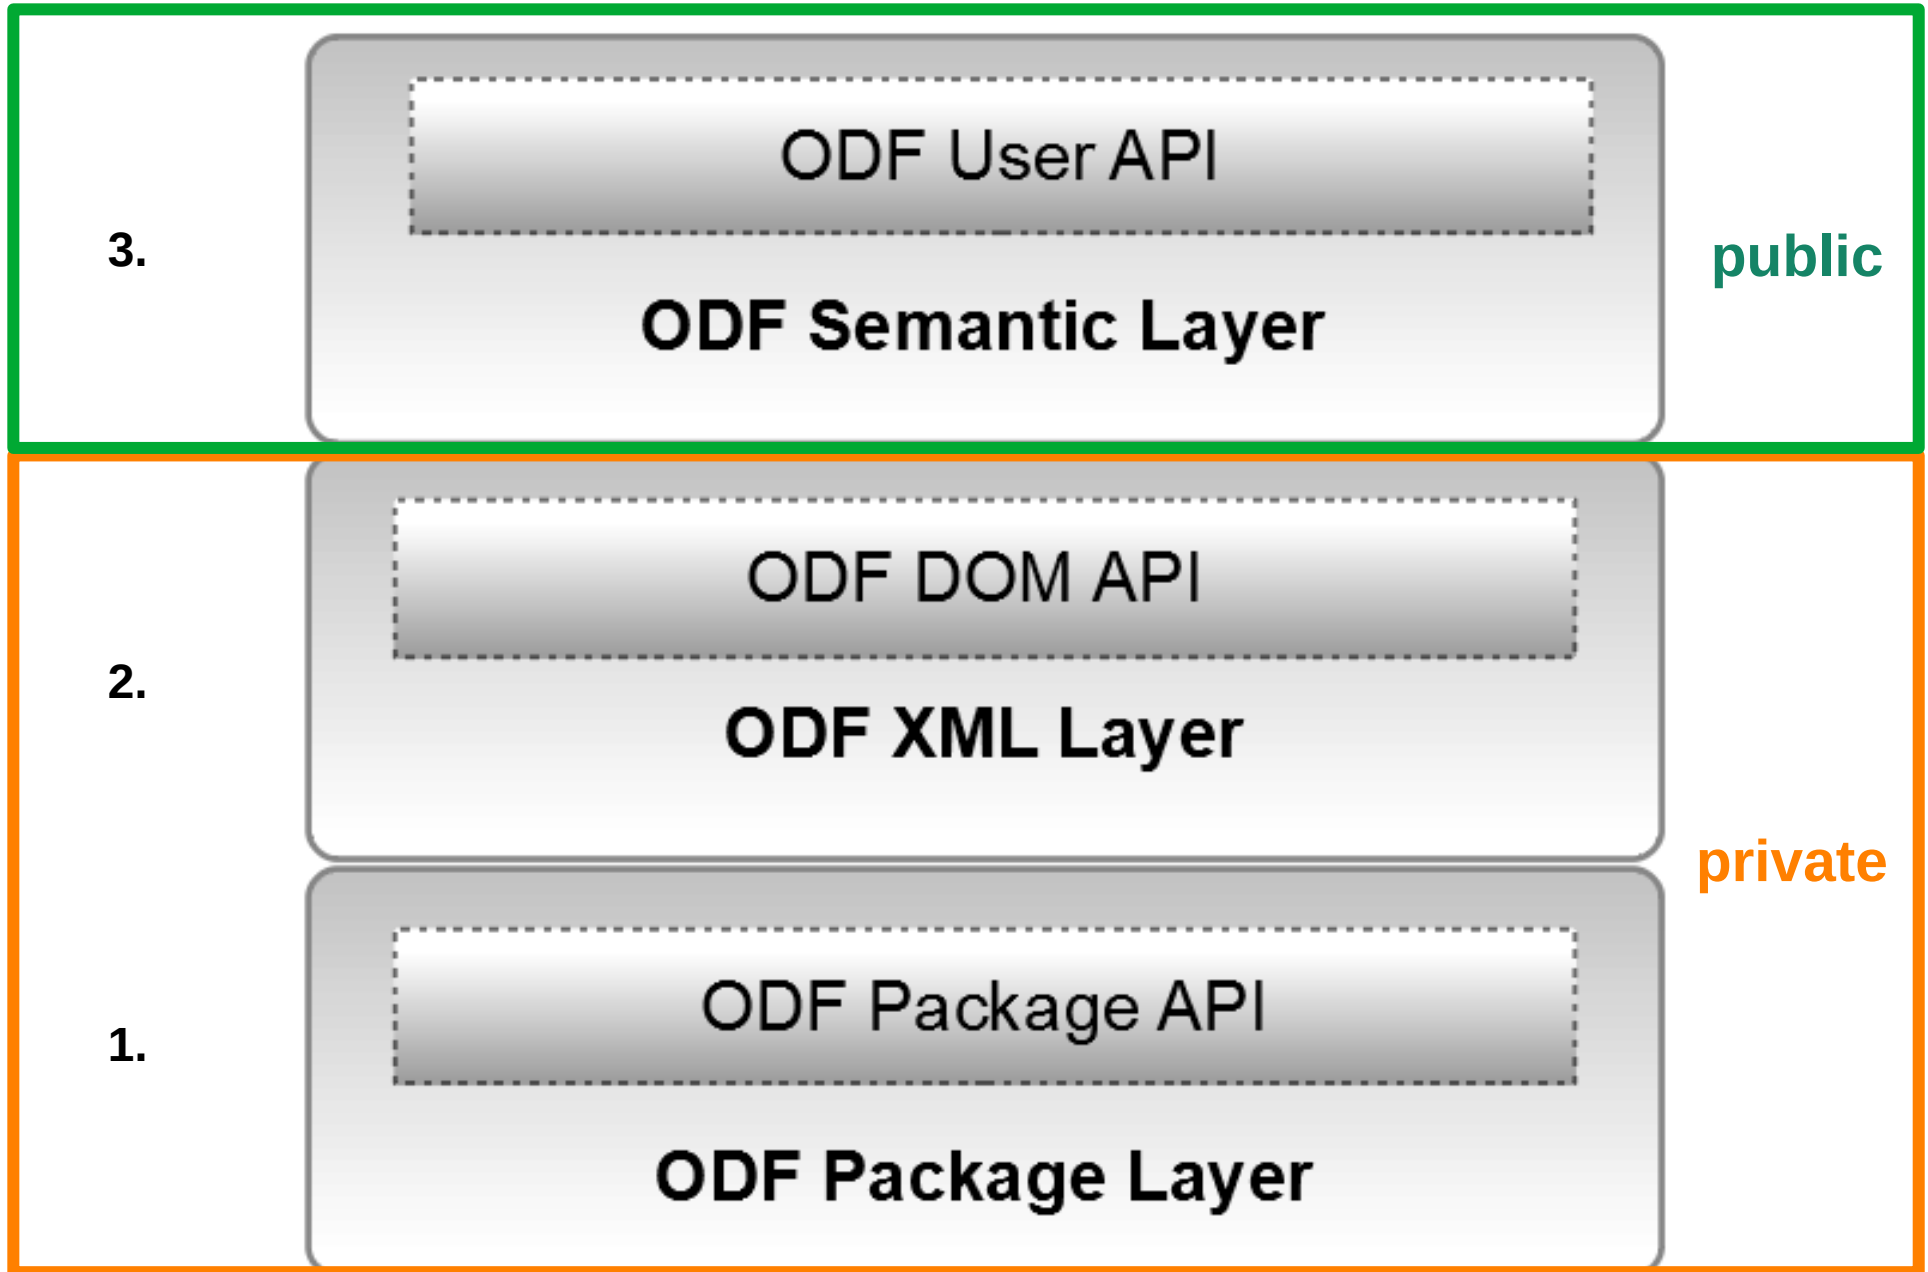 ODF User API
3.
public
ODF Semantic Layer
ODF DOM API
2.
ODF XML Layer
private
ODF Package API
1.
ODF Package Layer